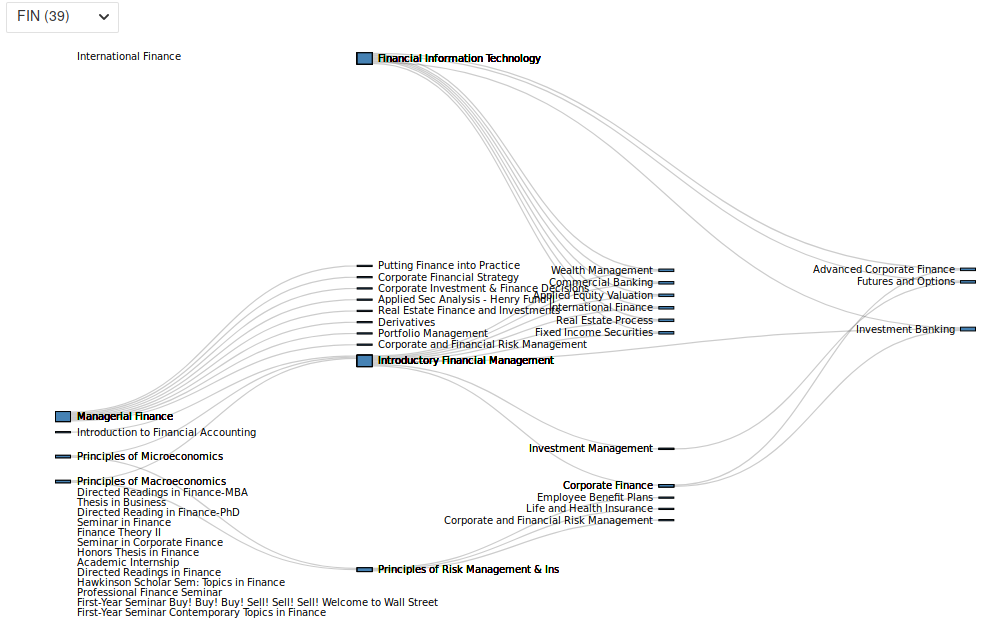 FIN (39)
International Finance
Financial Information Technology
Putting Finance into Practice
Corporate Financial Strategy
Corporate Investment & Finance Decisions
Applied Sec Analysis - Henry Fund II
Real Estate Finance and Investments
Derivatives
Portfolio Management
Corporate and Financial Risk Management
Introductory Financial Management
Wealth Management
Commercial Banking
Applied Equity Valuation
International Finance
Real Estate Process
Fixed Income Securities
Advanced Corporate Finance
Futures and Options
Investment Banking
Managerial Finance
Introduction to Financial Accounting
Principles of Microeconomics
Principles of Macroeconomics
Directed Readings in Finance-MBA
Thesis in Business
Directed Reading in Finance-PhD
Seminar in Finance
Finance Theory II
Seminar in Corporate Finance
Honors Thesis in Finance
Academic Internship
Directed Readings in Finance
Hawkinson Scholar Sem: Topics in Finance
Professional Finance Seminar
First-Year Seminar Buy! Buy! Buy! Sell! Sell! Sell! Welcome to Wall Street
First-Year Seminar Contemporary Topics in Finance
Investment Management
Corporate Finance
Employee Benefit Plans
Life and Health Insurance
Corporate and Financial Risk Management
Principles of Risk Management & Ins